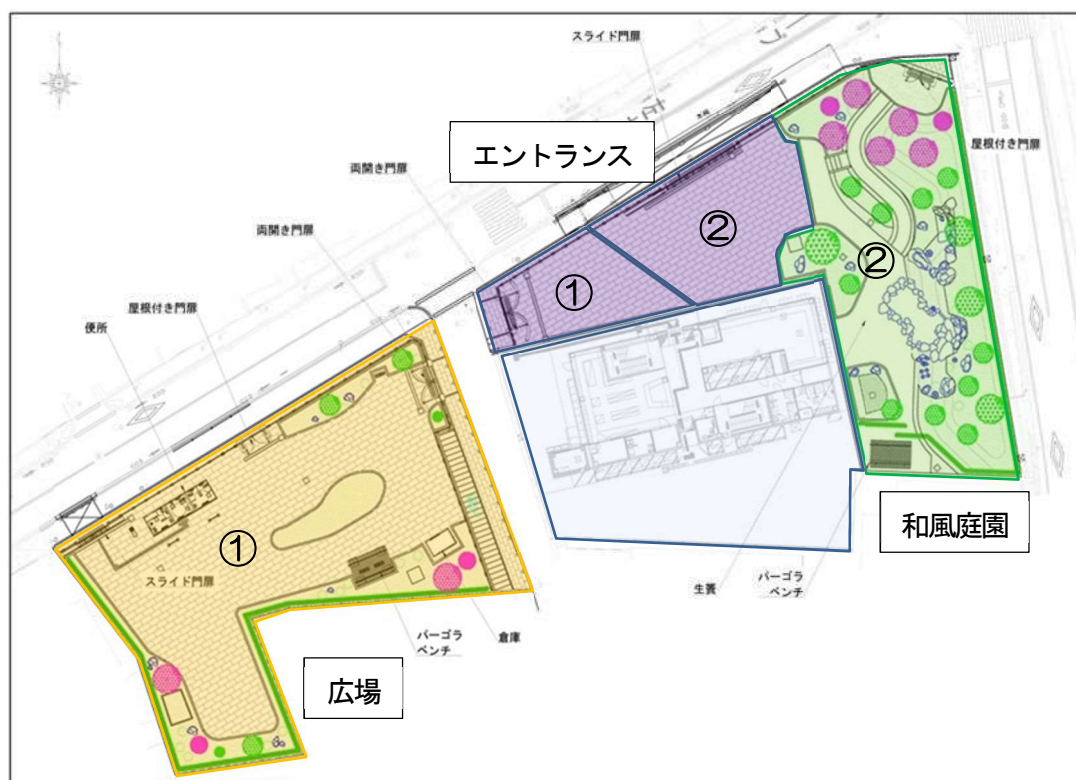 スライド門扉
エントランス
両開き門扉
屋根付き門扉
両開き門扉
②
②
①
屋根付き門扉
便所
①
スライド門扉
和風庭園
生簀
パーゴラ
ベンチ
パーゴラ
ベンチ
倉庫
広場